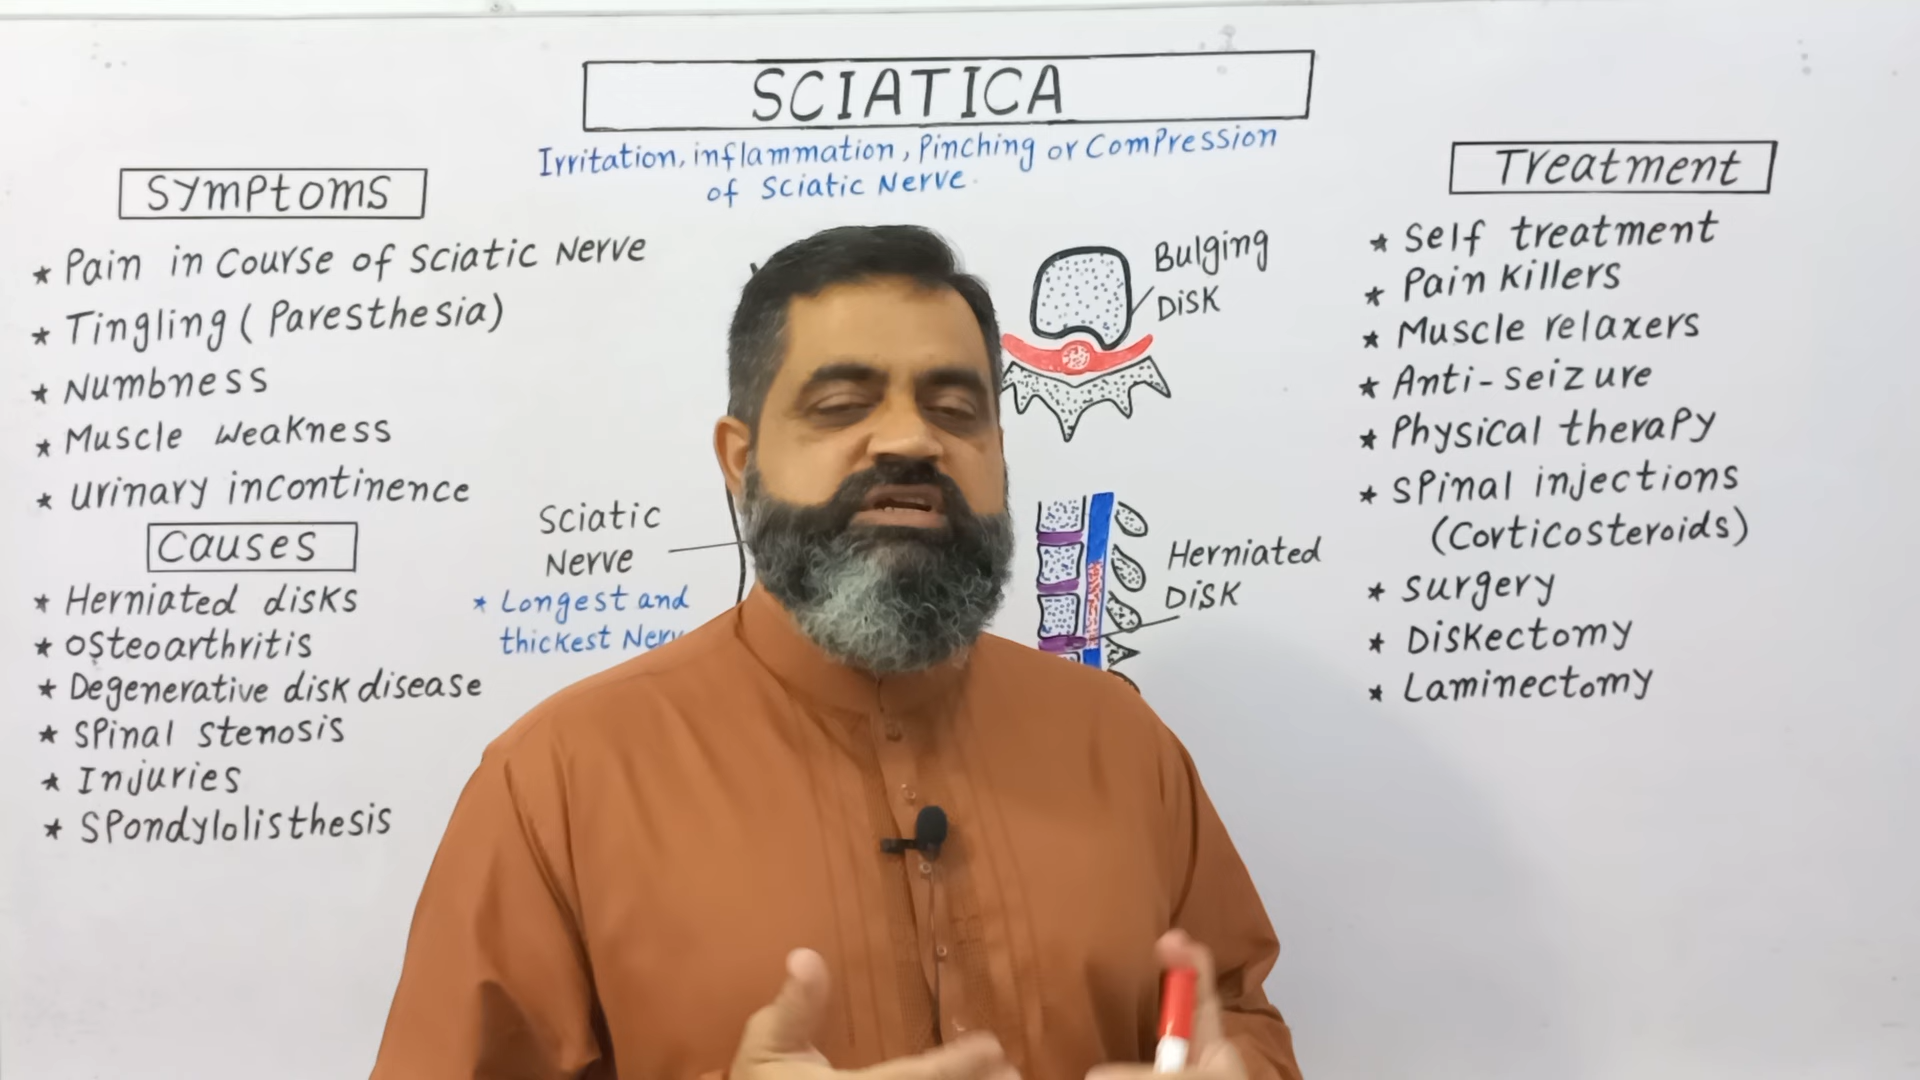 SCIATICA
Irritation, inflammation, Pinching or Compression
of Sciatic Nerve.
Symptoms
* Pain in Course of Sciatic Nerve
* Tingling (Paresthesia)
* Numbness
* Muscle weakness
* urinary incontinence
Causes
* Herniated disks
* Osteoarthritis
* Degenerative disk disease
* Spinal stenosis
* Injuries
* Spondylolisthesis
Sciatic
Nerve
* Longest and
thickest
Bulging
Disk
Herniated
Disk
Treatment
* Self treatment
* Pain Killers
* Muscle relaxers
* Anti-seizure
* Physical therapy
* Spinal injections
(Corticosteroids)
* surgery
* Diskectomy
* Laminectomy